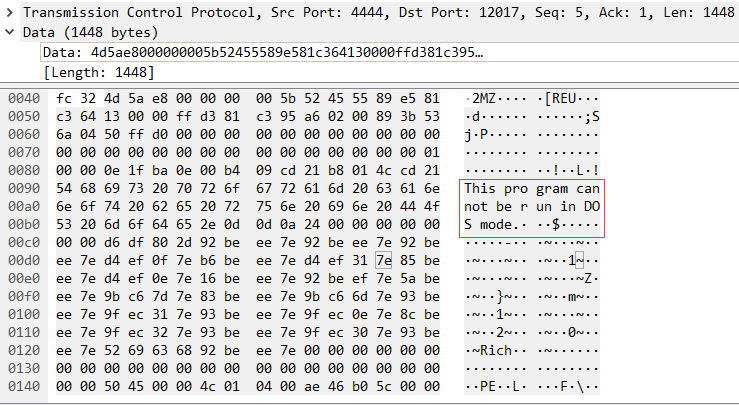 Transmission Control Protocol, Src Port: 4444, Dst Port: 12017, Seq: 5, Ack: 1, Len: 1448
Data (1448 bytes)
Data: 4d5ae8000000005b52455589e581c364130000ffd381c395…
[Length: 1448]
0040 fc 32 4d 5a e8 00 00 00 00 5b 52 45 55 89 e5 81 ·2MZ···· ·[REU···
0050 c3 64 13 00 00 ff d3 81 c3 95 a6 02 00 89 3b 53 ·d······ ······;S
0060 6a 04 50 ff d0 00 00 00 00 00 00 00 00 00 00 00 j·P····· ········
0070 00 00 00 00 00 00 00 00 00 00 00 00 00 00 00 01 ········ ········
0080 00 00 0e 1f ba 0e 00 b4 09 cd 21 b8 01 4c cd 21 ········ ··!··L·!
0090 54 68 69 73 20 70 72 6f 67 72 61 6d 20 63 61 6e This pro gram can
00a0 6e 6f 74 20 62 65 20 72 75 6e 20 69 6e 20 44 4f not be r un in DO
00b0 53 20 6d 6f 64 65 2e 0d 0d 0a 24 00 00 00 00 00 S mode.· ··$·····
00c0 00 00 d6 df 80 2d 92 be ee 7e 92 be ee 7e 92 be ·····-·· ·~···~··
00d0 ee 7e d4 ef 0f 7e b6 be ee 7e d4 ef 31 7e 85 be ·~···~·· ·~··1~··
00e0 ee 7e d4 ef 0e 7e 16 be ee 7e 92 be ef 7e 5a be ·~···~·· ·~···~Z·
00f0 ee 7e 9b c6 7d 7e 83 be ee 7e 9b c6 6d 7e 93 be ·~··}~·· ·~··m~··
0100 ee 7e 9f ec 31 7e 93 be ee 7e 9f ec 0e 7e 8c be ·~··1~·· ·~···~··
0110 ee 7e 9f ec 32 7e 93 be ee 7e 9f ec 30 7e 93 be ·~··2~·· ·~··0~··
0120 ee 7e 52 69 63 68 92 be ee 7e 00 00 00 00 00 00 ·~Rich·· ·~······
0130 00 00 00 00 00 00 00 00 00 00 00 00 00 00 00 00 ········ ········
0140 00 00 50 45 00 00 4c 01 04 00 ae 46 b0 5c 00 00 ··PE··L· ···F·\··